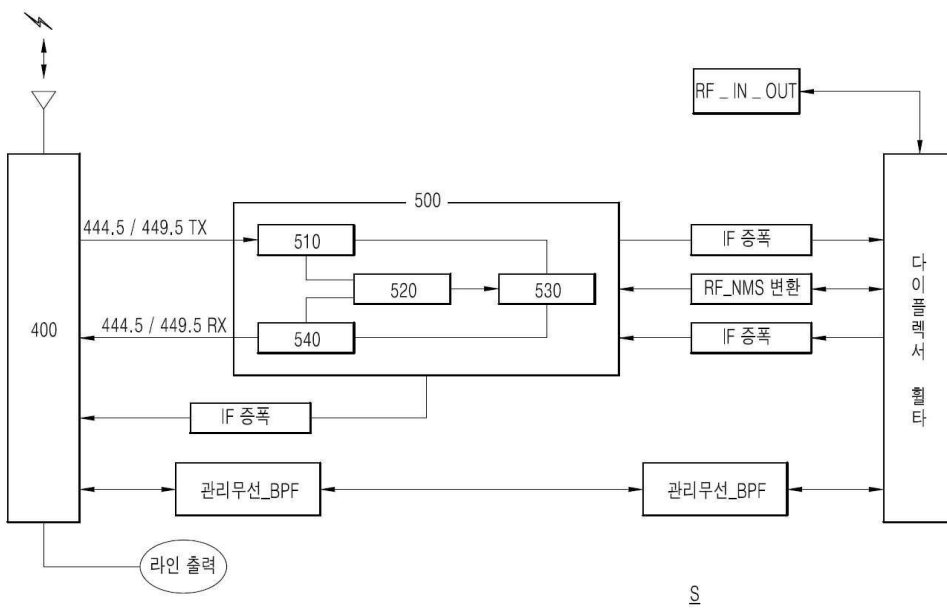 RF _ IN _ OUT
500
444.5 / 449.5 TX
510
IF 증폭
520
530
RF_NMS 변환
400
444.5 / 449.5 RX
540
IF 증폭
다이플렉서 휠타
IF 증폭
관리무선_BPF
관리무선_BPF
라인 출력
S